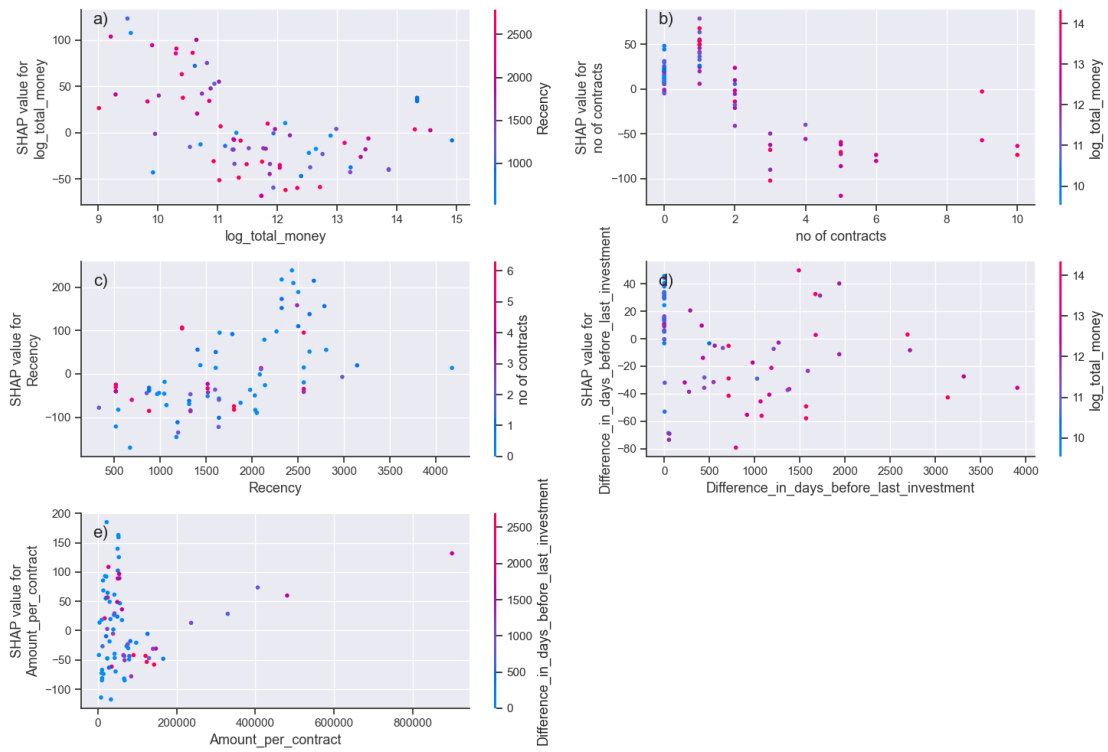 a)
100
50
0
−50
SHAP value for
log_total_money
9 10 11 12 13 14 15
log_total_money
2500
2000
1500
1000
Recency
b)
50
0
−50
−100
SHAP value for
no of contracts
0 2 4 6 8 10
no of contracts
14
13
12
11
10
log_total_money
c)
200
100
0
−100
SHAP value for
Recency
500 1000 1500 2000 2500 3000 3500 4000
Recency
6
5
4
3
2
1
0
no of contracts
d)
40
20
0
−20
−40
−60
−80
SHAP value for
Difference_in_days_before_last_investment
0 500 1000 1500 2000 2500 3000 3500 4000
Difference_in_days_before_last_investment
14
13
12
11
10
log_total_money
e)
200
150
100
50
0
−50
−100
SHAP value for
Amount_per_contract
0 200000 400000 600000 800000
Amount_per_contract
2500
2000
1500
1000
500
0
Difference_in_days_before_last_investment